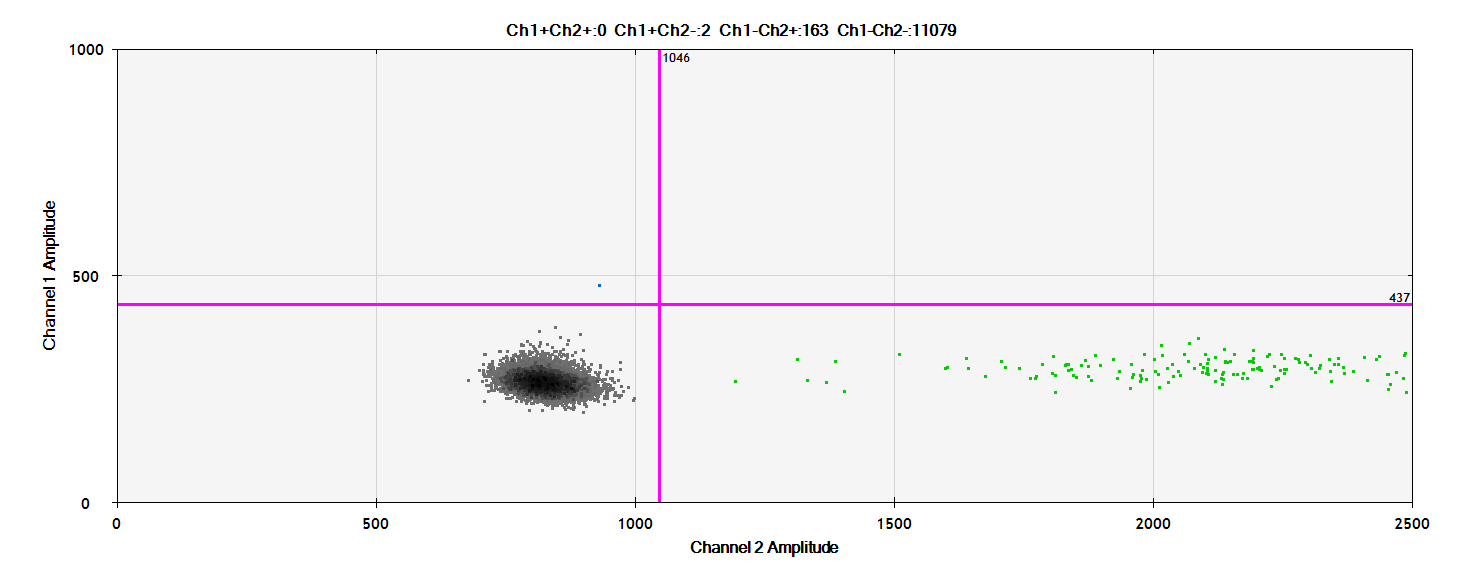 Ch1+Ch2+:0 Ch1+Ch2-:2 Ch1-Ch2+:163 Ch1-Ch2-:11079
1000
1046
Channel 1 Amplitude
500
437
0
0 500 1000 1500 2000 2500
Channel 2 Amplitude